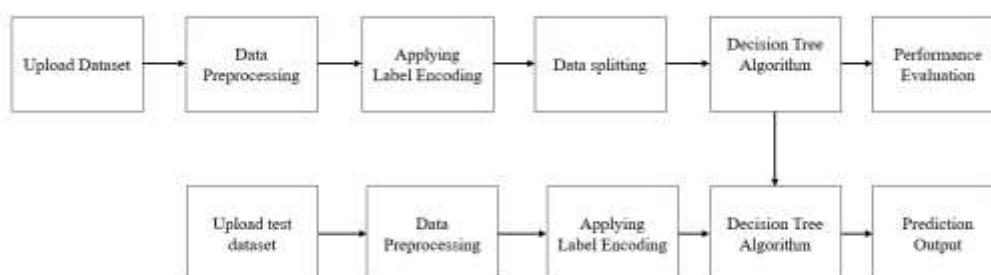 Upload Dataset
Data
Preprocessing
Applying
Label Encoding
Data splitting
Decision Tree
Algorithm
Performance
Evaluation
Upload test
dataset
Data
Preprocessing
Applying
Label Encoding
Decision Tree
Algorithm
Prediction
Output